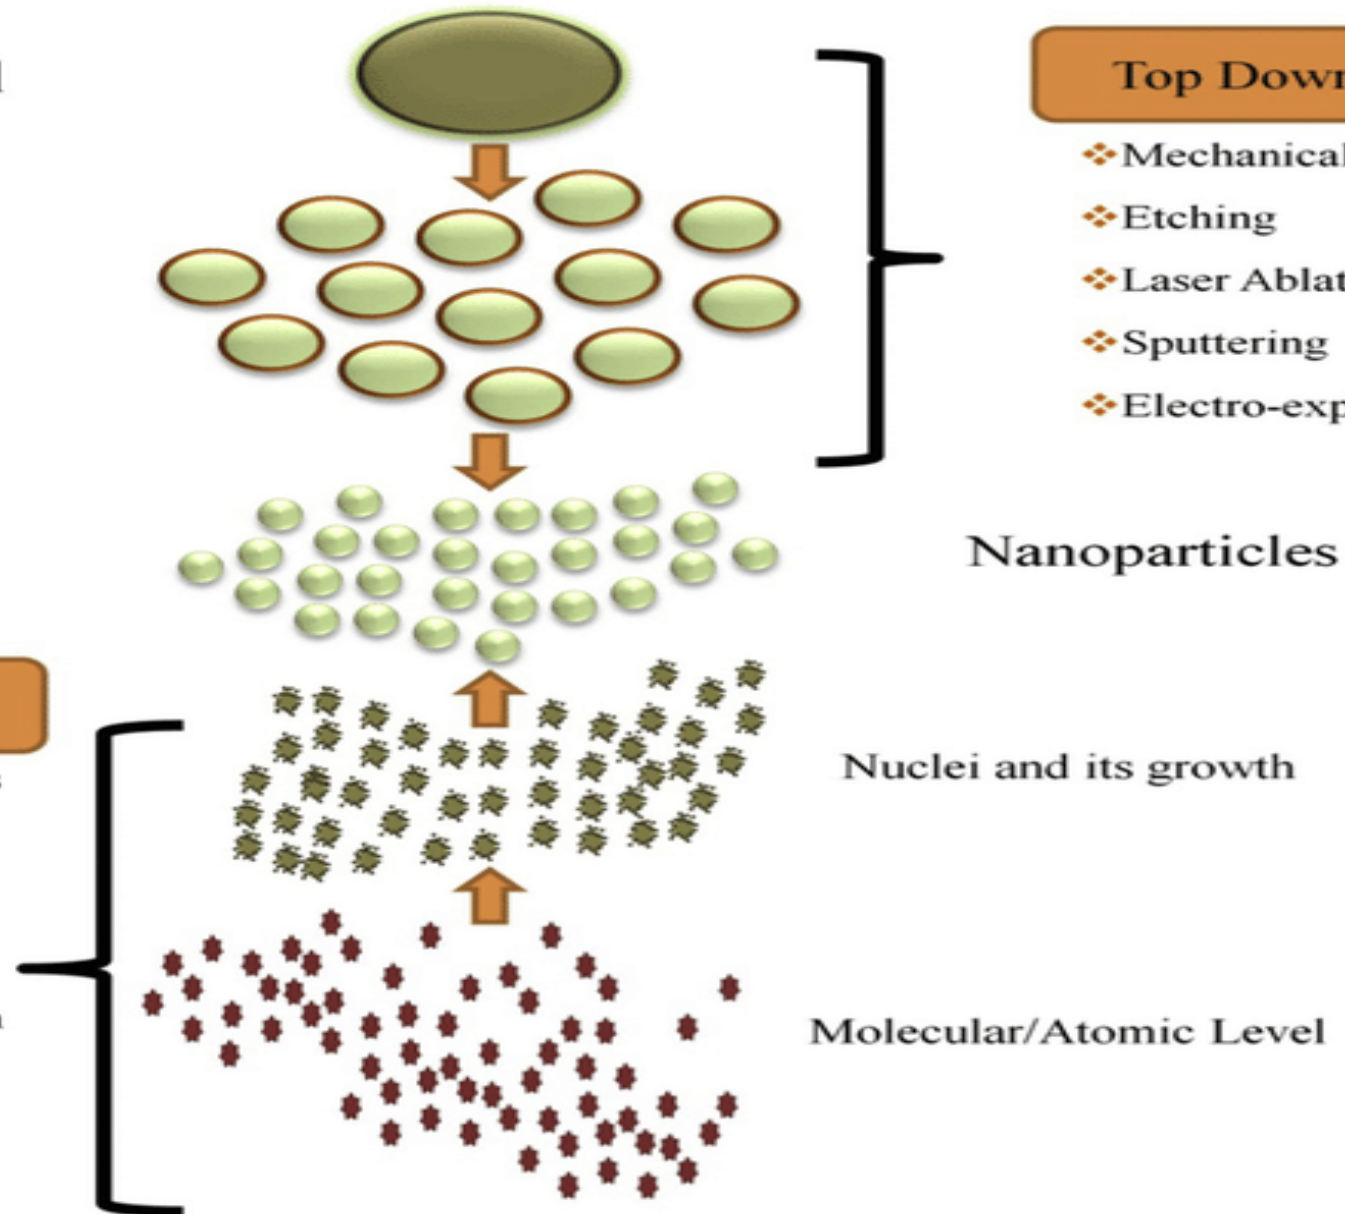 Top Down
Mechanical
Etching
Laser Ablat
Sputtering
Electro-exp
Nanoparticles
Nuclei and its growth
Molecular/Atomic Level